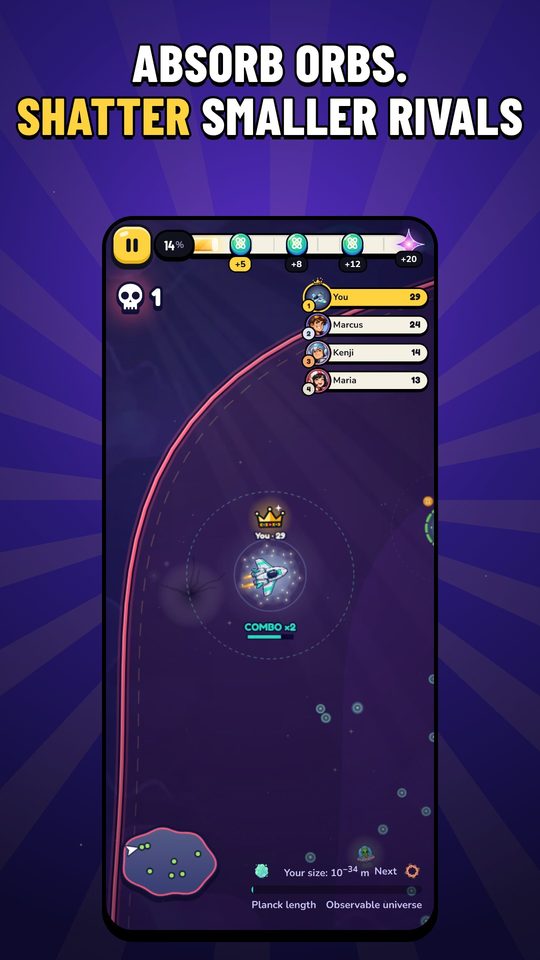 ABSORB ORBS.
SHATTER SMALLER RIVALS
14%
+5 +8 +12 +20
1
1 You 29
2 Marcus 24
3 Kenji 14
4 Maria 13
You · 29
COMBO ×2
Your size: 10⁻³⁴ m Next
Planck length Observable universe